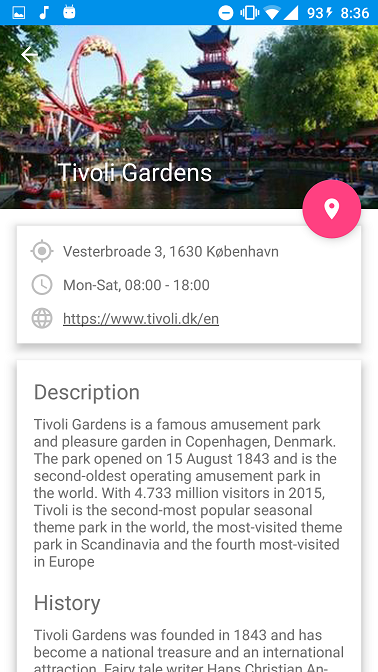 93 8:36
Tivoli Gardens
Vesterbroade 3, 1630 København
Mon-Sat, 08:00 - 18:00
https://www.tivoli.dk/en
Description
Tivoli Gardens is a famous amusement park
and pleasure garden in Copenhagen, Denmark.
The park opened on 15 August 1843 and is the
second-oldest operating amusement park in
the world. With 4.733 million visitors in 2015,
Tivoli is the second-most popular seasonal
theme park in the world, the most-visited theme
park in Scandinavia and the fourth most-visited
in Europe
History
Tivoli Gardens was founded in 1843 and has
become a national treasure and an international
attraction. Fairy tale writer Hans Christian An-